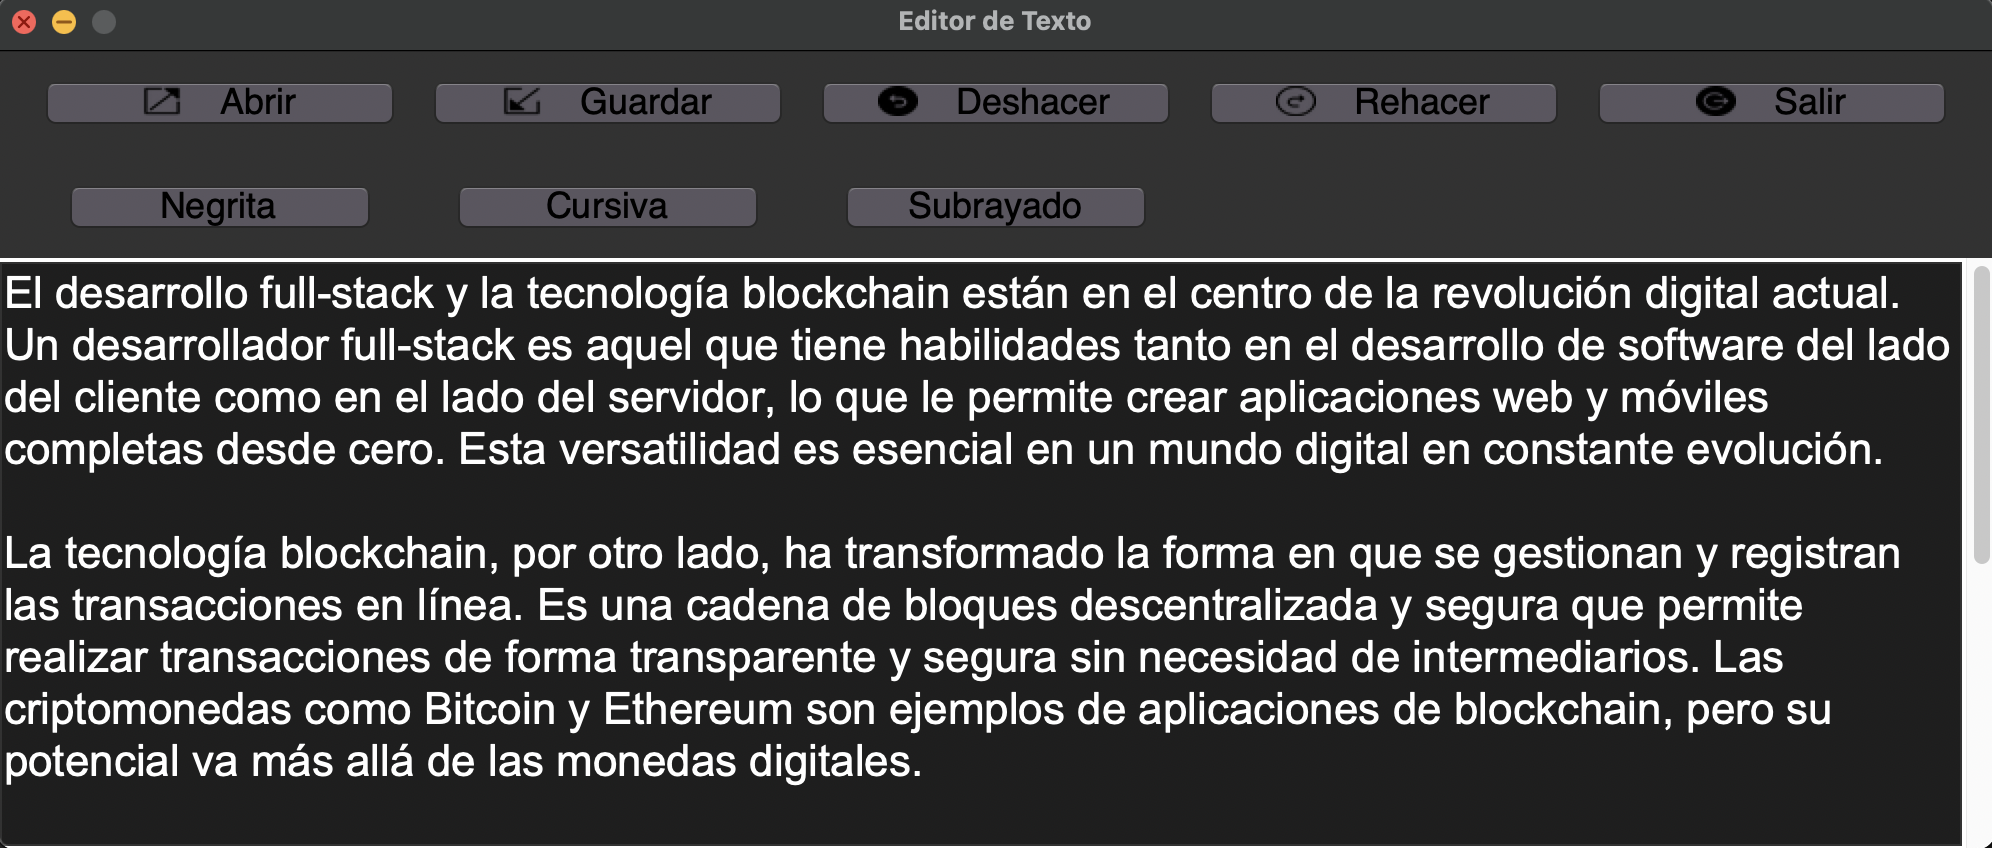 Editor de Texto
Abrir Guardar Deshacer Rehacer Salir
Negrita Cursiva Subrayado
El desarrollo full-stack y la tecnología blockchain están en el centro de la revolución digital actual.
Un desarrollador full-stack es aquel que tiene habilidades tanto en el desarrollo de software del lado
del cliente como en el lado del servidor, lo que le permite crear aplicaciones web y móviles
completas desde cero. Esta versatilidad es esencial en un mundo digital en constante evolución.
La tecnología blockchain, por otro lado, ha transformado la forma en que se gestionan y registran
las transacciones en línea. Es una cadena de bloques descentralizada y segura que permite
realizar transacciones de forma transparente y segura sin necesidad de intermediarios. Las
criptomonedas como Bitcoin y Ethereum son ejemplos de aplicaciones de blockchain, pero su
potencial va más allá de las monedas digitales.